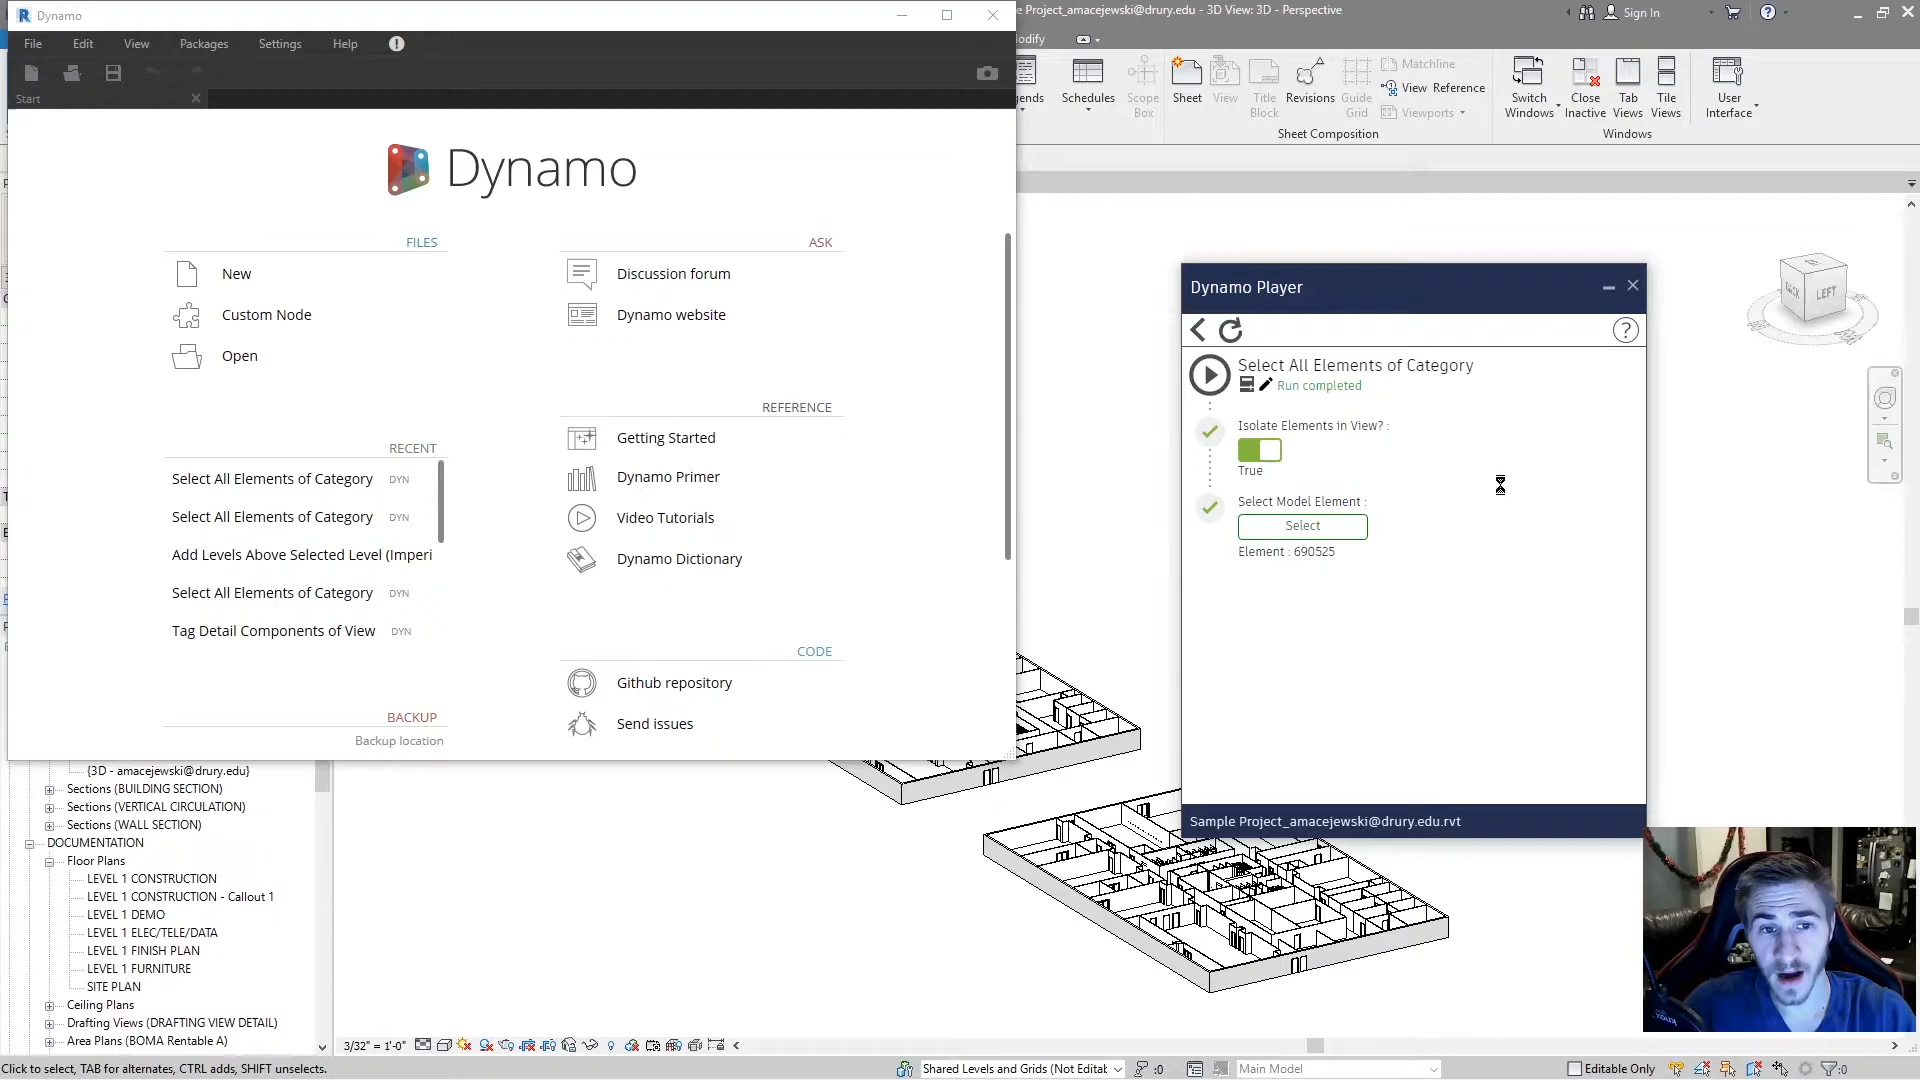 Dynamo
File Edit View Packages Settings Help
Start
Dynamo
FILES
New
Custom Node
Open
RECENT
Select All Elements of Category DYN
Select All Elements of Category DYN
Add Levels Above Selected Level (Imperi
Select All Elements of Category DYN
Tag Detail Components of View DYN
BACKUP
Backup location
ASK
Discussion forum
Dynamo website
REFERENCE
Getting Started
Dynamo Primer
Video Tutorials
Dynamo Dictionary
CODE
Github repository
Send issues
Project_amacejewski@drury.edu - 3D View: 3D - Perspective
Sign In
odify
ends
Schedules
Scope Box
Sheet
View
Title Block
Revisions
Guide Grid
Matchline
View Reference
Viewports
Sheet Composition
Switch Windows
Close Inactive
Tab Views
Tile Views
User Interface
Windows
BACK
LEFT
Dynamo Player
Select All Elements of Category
Run completed
Isolate Elements in View? :
True
Select Model Element :
Select
Element : 690525
Sample Project_amacejewski@drury.edu.rvt
{3D - amacejewski@drury.edu}
Sections (BUILDING SECTION)
Sections (VERTICAL CIRCULATION)
Sections (WALL SECTION)
DOCUMENTATION
Floor Plans
LEVEL 1 CONSTRUCTION
LEVEL 1 CONSTRUCTION - Callout 1
LEVEL 1 DEMO
LEVEL 1 ELEC/TELE/DATA
LEVEL 1 FINISH PLAN
LEVEL 1 FURNITURE
SITE PLAN
Ceiling Plans
Drafting Views (DRAFTING VIEW DETAIL)
Area Plans (BOMA Rentable A)
3/32" = 1'-0"
Click to select, TAB for alternates, CTRL adds, SHIFT unselects.
Shared Levels and Grids (Not Editab
:0
Main Model
Editable Only
:0